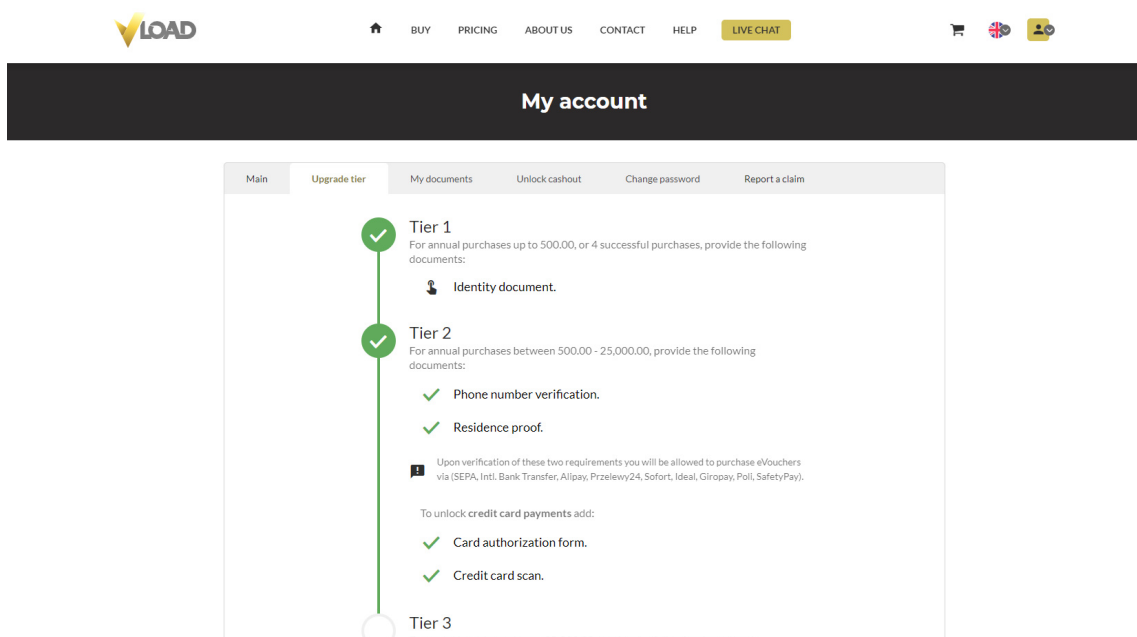 VLOAD
BUY PRICING ABOUT US CONTACT HELP LIVE CHAT
My account
Main Upgrade tier My documents Unlock cashout Change password Report a claim
Tier 1
For annual purchases up to 500.00, or 4 successful purchases, provide the following
documents:
Identity document.
Tier 2
For annual purchases between 500.00 - 25,000.00, provide the following
documents:
Phone number verification.
Residence proof.
Upon verification of these two requirements you will be allowed to purchase eVouchers
via (SEPA, Intl. Bank Transfer, Alipay, Przelewy24, Sofort, Ideal, Giropay, Poli, SafetyPay).
To unlock credit card payments add:
Card authorization form.
Credit card scan.
Tier 3